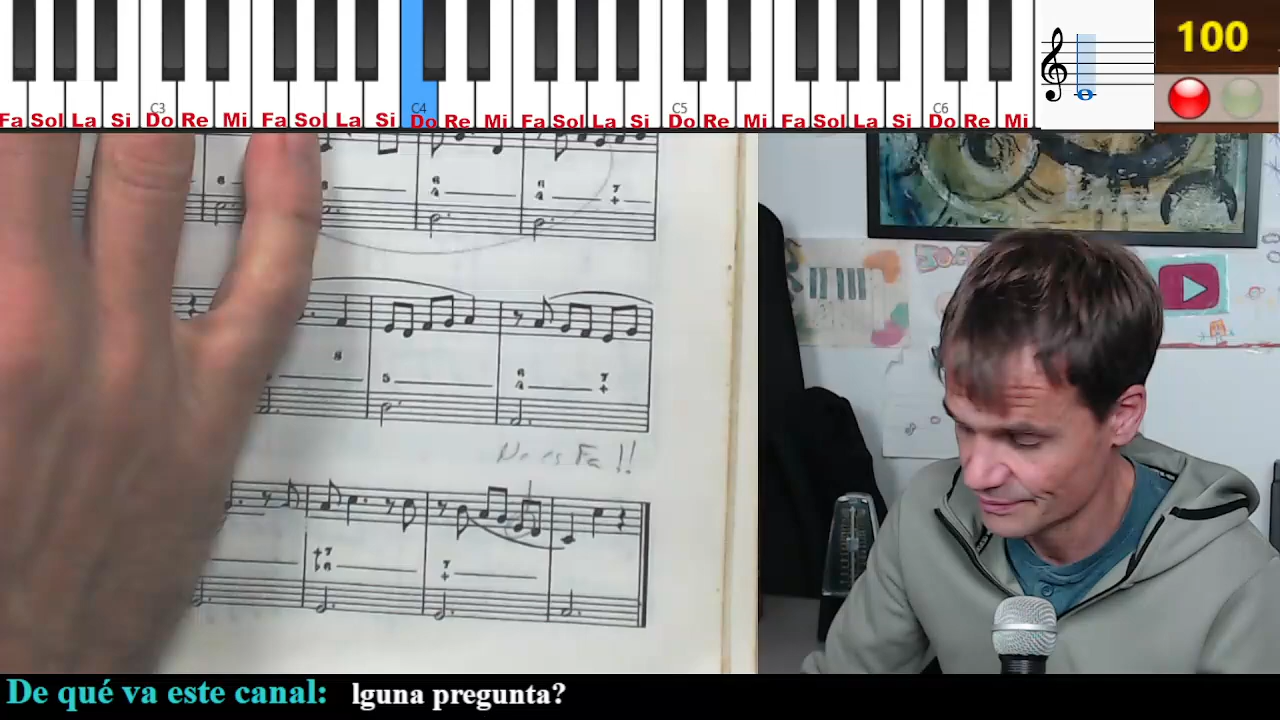 100
C3 C4 C5 C6
Fa Sol La Si Do Re Mi Fa Sol La Si Do Re Mi Fa Sol La Si Do Re Mi Fa Sol La Si Do Re Mi
No es Fa !!
De qué va este canal: lguna pregunta?